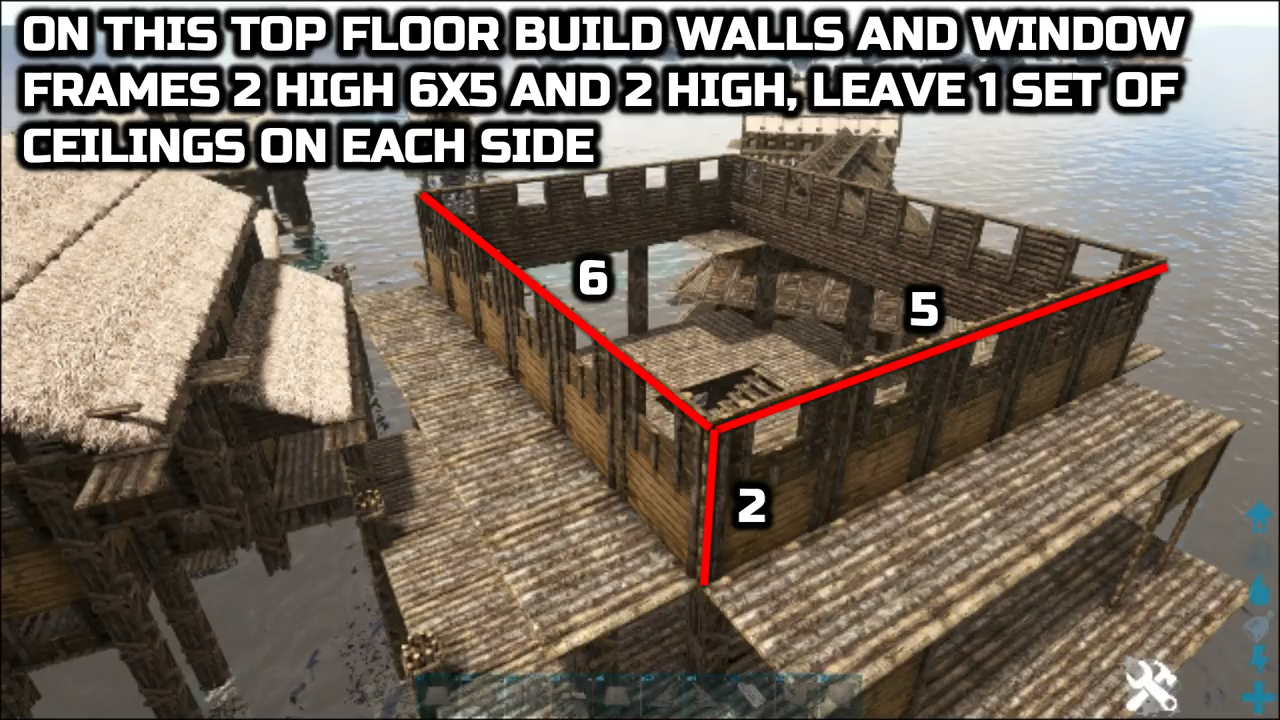 ON THIS TOP FLOOR BUILD WALLS AND WINDOW
FRAMES 2 HIGH 6X5 AND 2 HIGH, LEAVE 1 SET OF
CEILINGS ON EACH SIDE
6
5
2